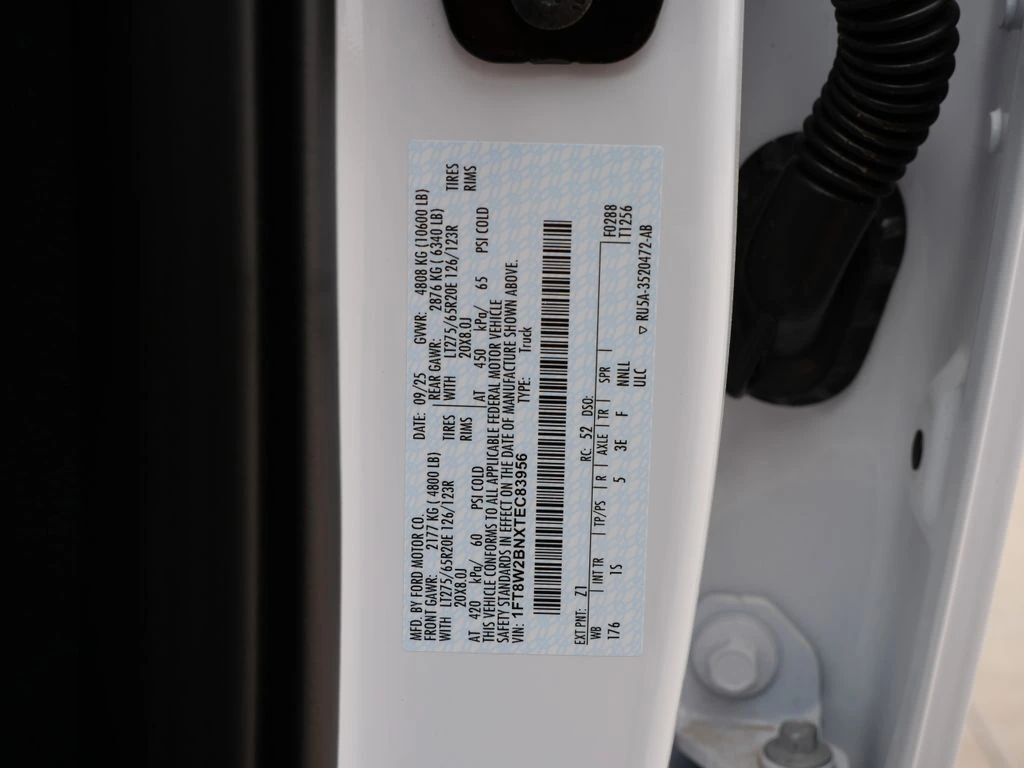 MFD. BY FORD MOTOR CO.
DATE: 09/25 GVWR: 4808 KG (10600 LB)
FRONT GAWR: 2177 KG ( 4800 LB) REAR GAWR: 2876 KG ( 6340 LB)
WITH LT275/65R20E 126/123R TIRES WITH LT275/65R20E 126/123R TIRES
20X8.0J RIMS 20X8.0J RIMS
AT 420 kPa/ 60 PSI COLD AT 450 kPa/ 65 PSI COLD
THIS VEHICLE CONFORMS TO ALL APPLICABLE FEDERAL MOTOR VEHICLE
SAFETY STANDARDS IN EFFECT ON THE DATE OF MANUFACTURE SHOWN ABOVE.
VIN: 1FT8W2BNXTEC83956 TYPE: Truck
EXT PNT: Z1 RC: 52 DSO: F0288
WB INT TR TP/PS R AXLE TR SPR T1256
176 1S 5 3E F NNLL
ULC
▽ RU5A-3520472-AB